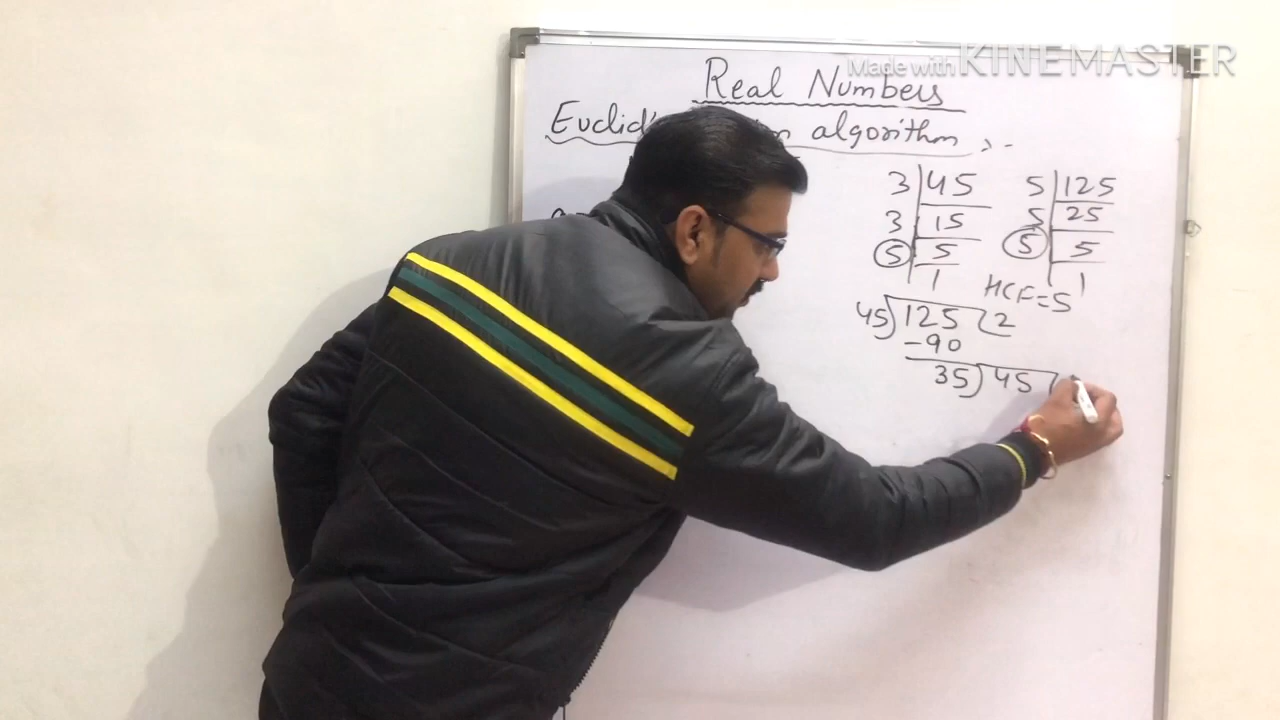 Made with KINEMASTER
Real Numbers
Euclid's algorithm :-
3 45 5 125
3 15 5 25
5 5 5 5
1 1
HCF=5
45 125 2
-90
35 45